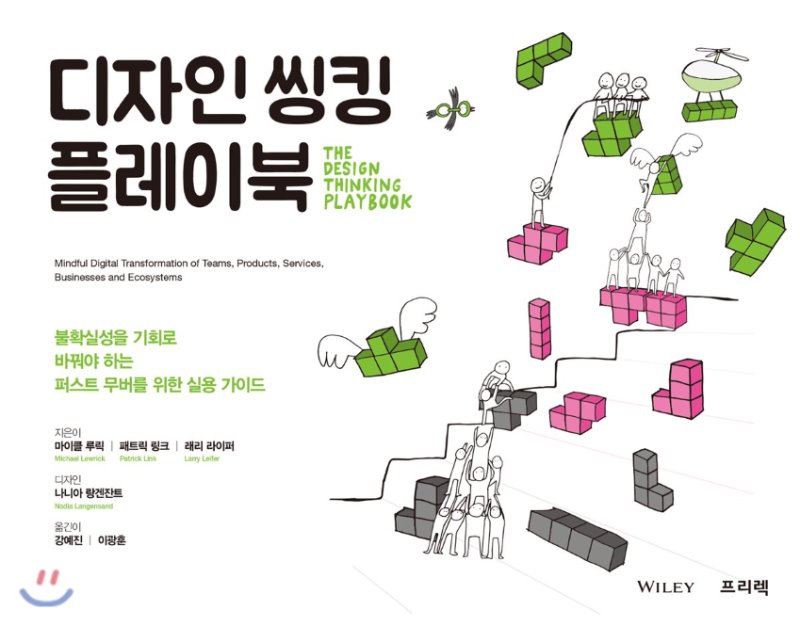 디자인 씽킹
플레이북
THE
DESIGN
THINKING
PLAYBOOK
Mindful Digital Transformation of Teams, Products, Services,
Businesses and Ecosystems
불확실성을 기회로
바꿔야 하는
퍼스트 무버를 위한 실용 가이드
지은이
마이클 루릭 | 패트릭 링크 | 래리 라이퍼
Michael Lewrick Patrick Link Larry Leifer
디자인
나디아 랑겐잔트
Nadia Langensand
옮긴이
강예진 | 이광훈
WILEY 프리렉